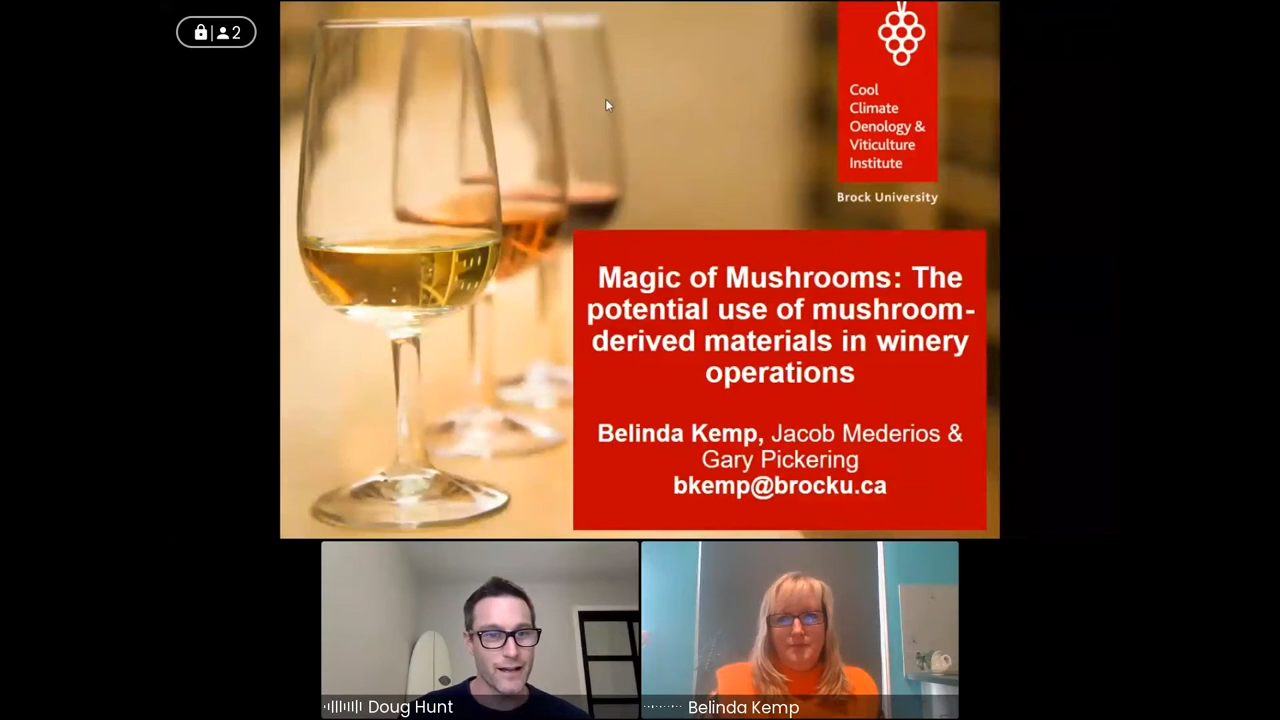 2
Cool
Climate
Oenology &
Viticulture
Institute
Brock University
Magic of Mushrooms: The
potential use of mushroom-
derived materials in winery
operations
Belinda Kemp, Jacob Mederios &
Gary Pickering
bkemp@brocku.ca
Doug Hunt
Belinda Kemp